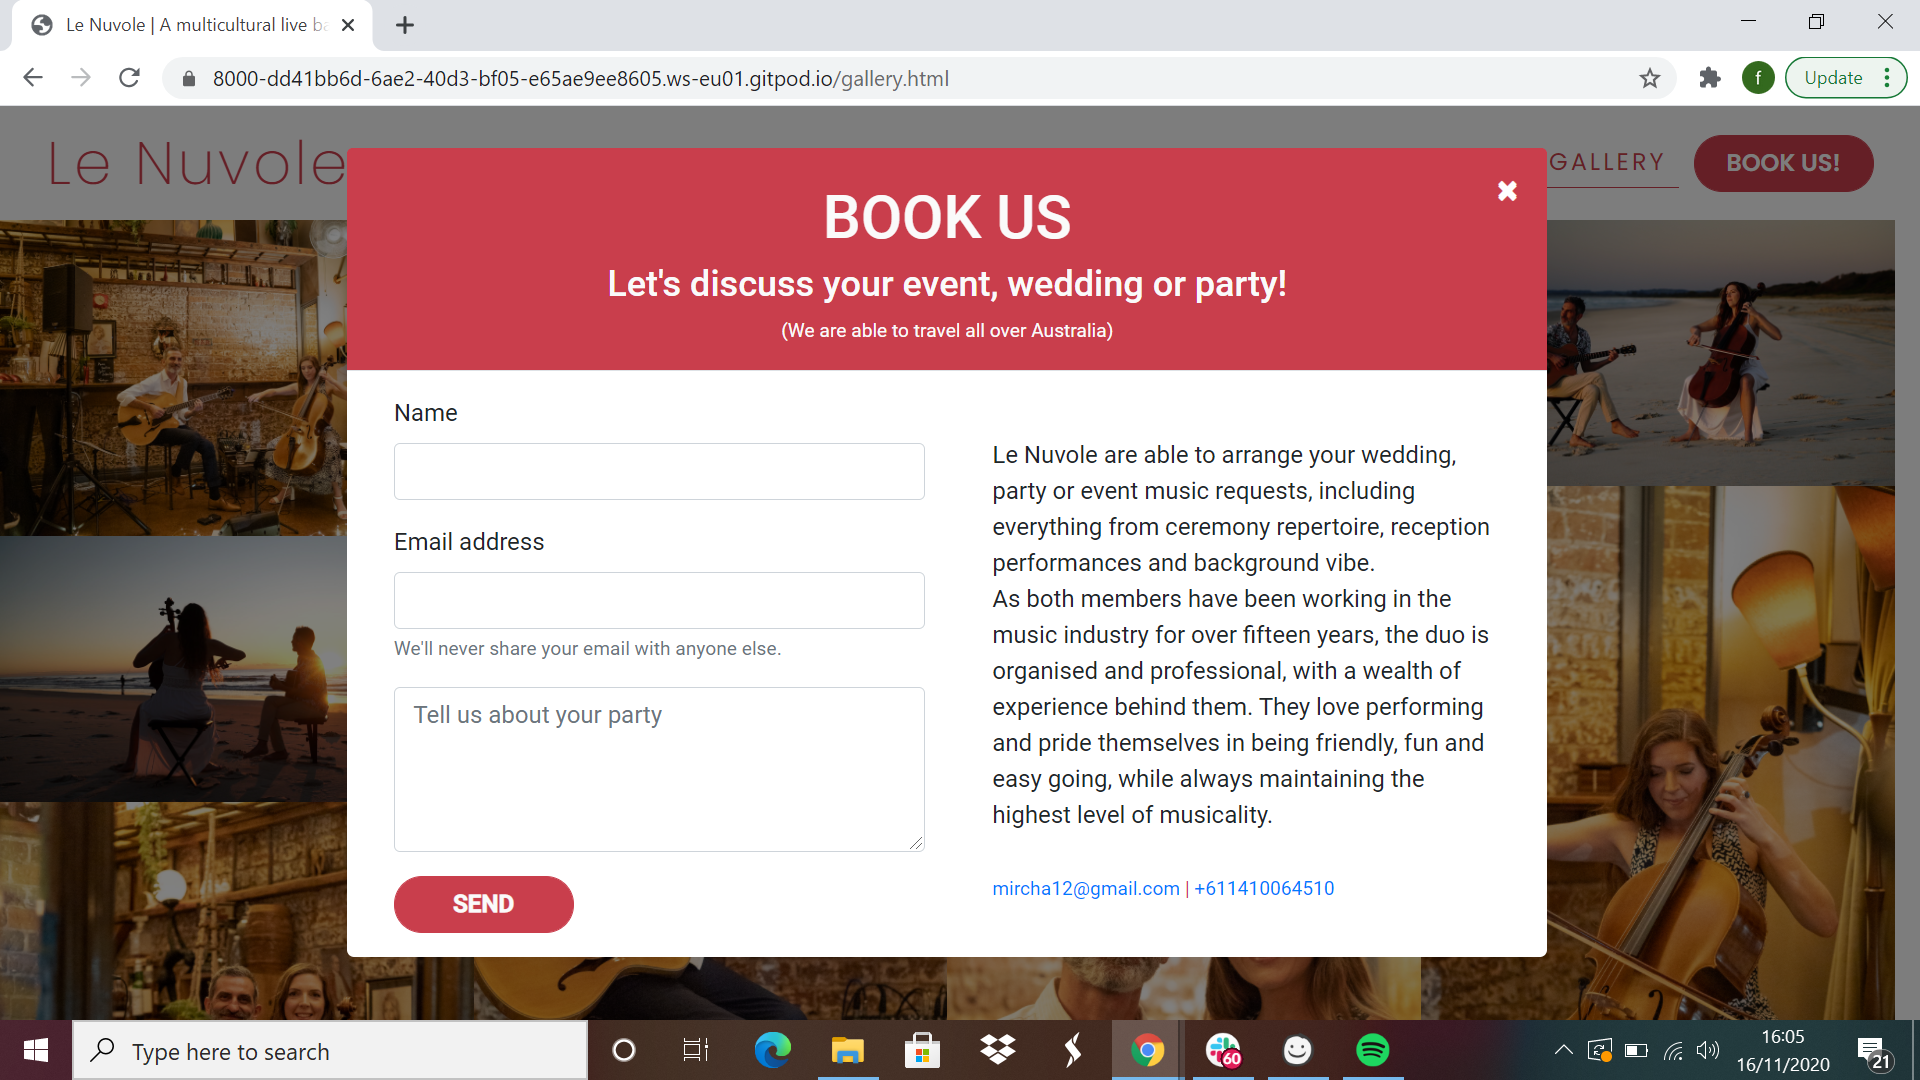 Le Nuvole | A multicultural live ba
8000-dd41bb6d-6ae2-40d3-bf05-e65ae9ee8605.ws-eu01.gitpod.io/gallery.html
f
Update
Le Nuvole
GALLERY
BOOK US!
BOOK US
Let's discuss your event, wedding or party!
(We are able to travel all over Australia)
Name
Email address
We'll never share your email with anyone else.
Tell us about your party
SEND
Le Nuvole are able to arrange your wedding,
party or event music requests, including
everything from ceremony repertoire, reception
performances and background vibe.
As both members have been working in the
music industry for over fifteen years, the duo is
organised and professional, with a wealth of
experience behind them. They love performing
and pride themselves in being friendly, fun and
easy going, while always maintaining the
highest level of musicality.
mircha12@gmail.com | +611410064510
Type here to search
60
16:05
16/11/2020
21